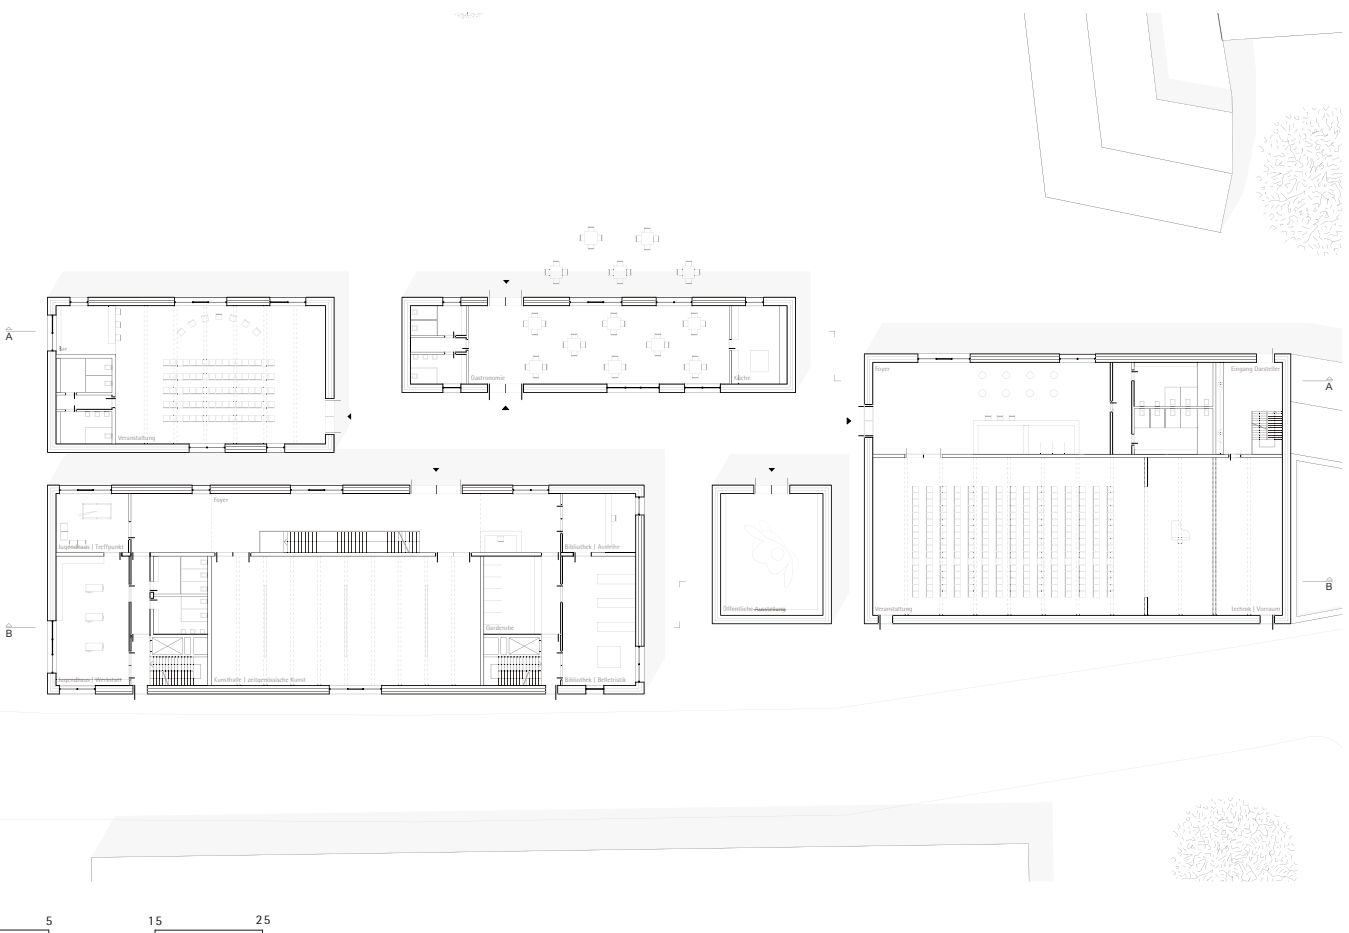 A
Bar
Veranstaltung
Gastronomie
Küche
Foyer
Eingang Darsteller
A
Foyer
Jugendhaus | Treffpunkt
Bibliothek | Ausleihe
Garderobe
Öffentliche Ausstellung
Veranstaltung
Technik | Vorraum
B
B
Jugendhaus | Werkstatt
Kunsthalle | zeitgenössische Kunst
Bibliothek | Belletristik
5
15
25